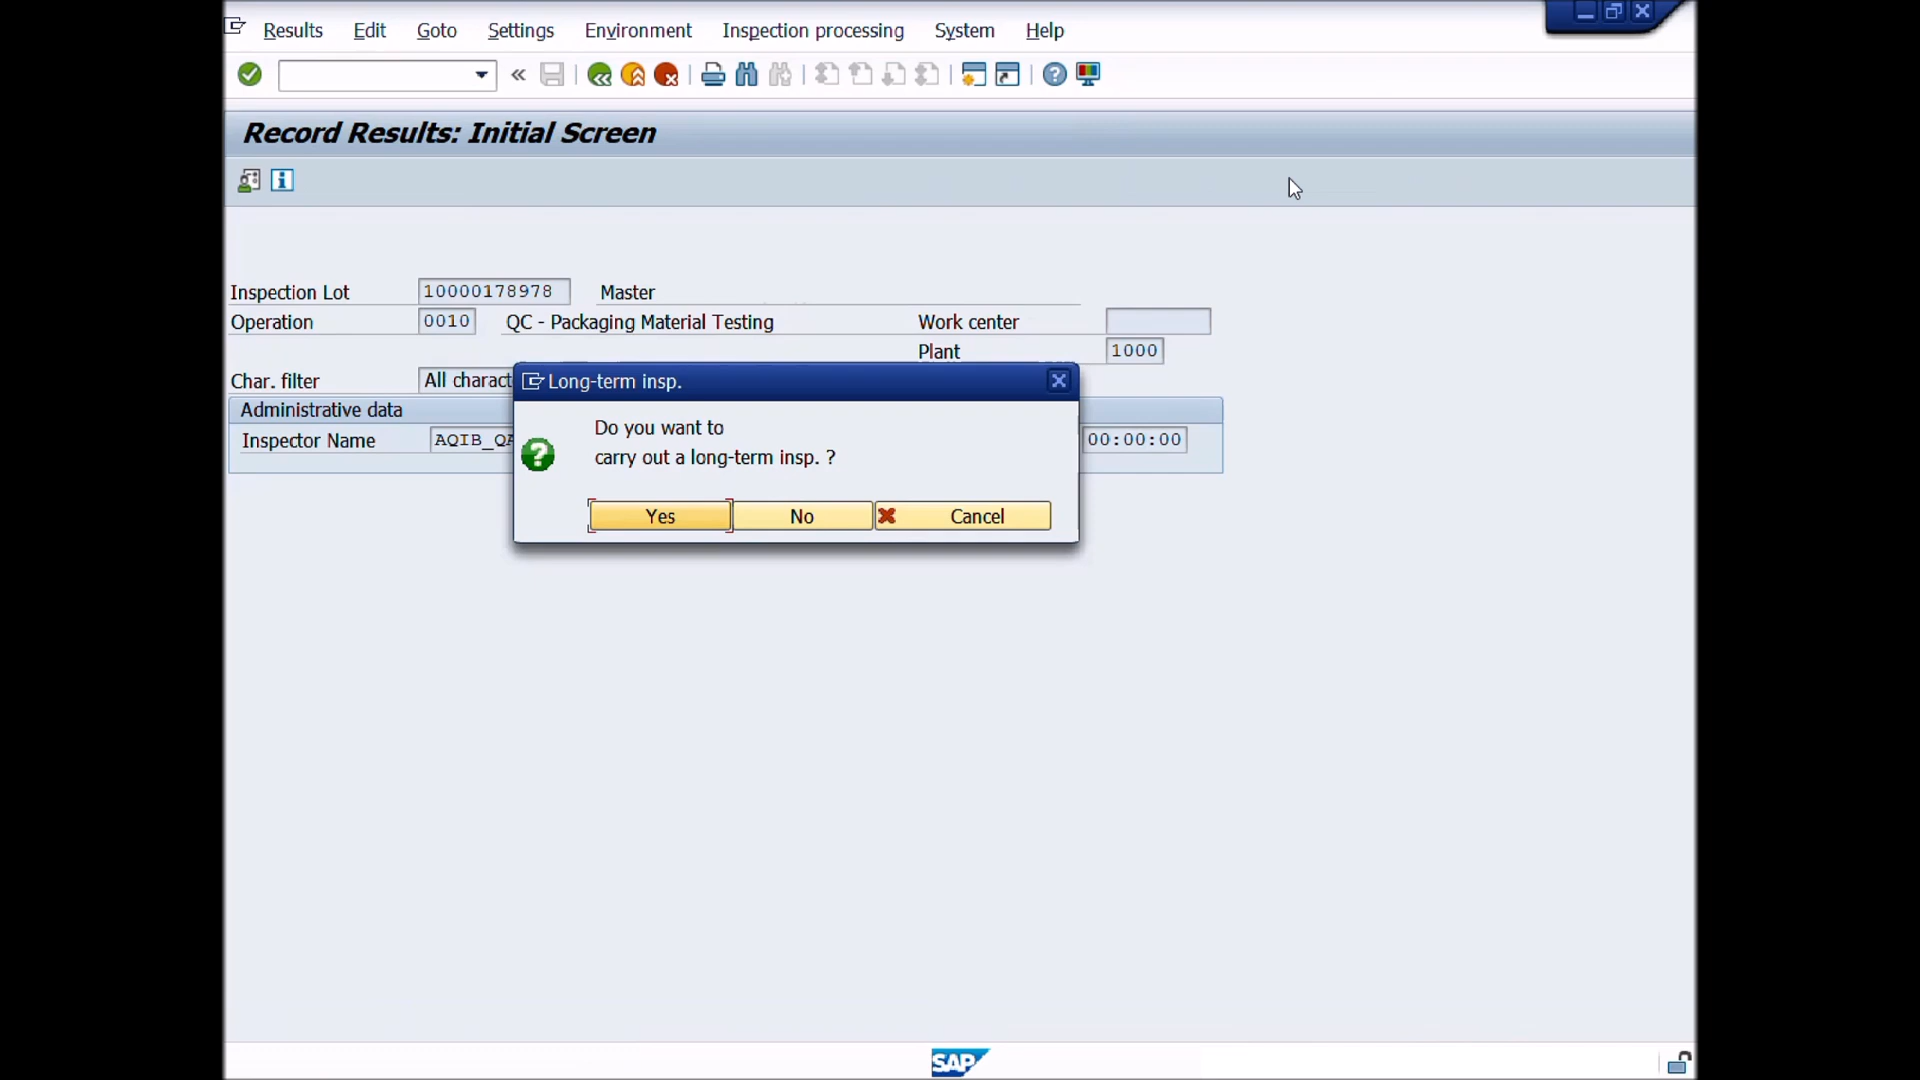 Results Edit Goto Settings Environment Inspection processing System Help
Record Results: Initial Screen
Inspection Lot 10000178978 Master
Operation 0010 QC - Packaging Material Testing Work center
Plant 1000
Char. filter All charact
Long-term insp.
Administrative data
Do you want to
Inspector Name AQIB_QA 00:00:00
carry out a long-term insp. ?
Yes No Cancel
SAP